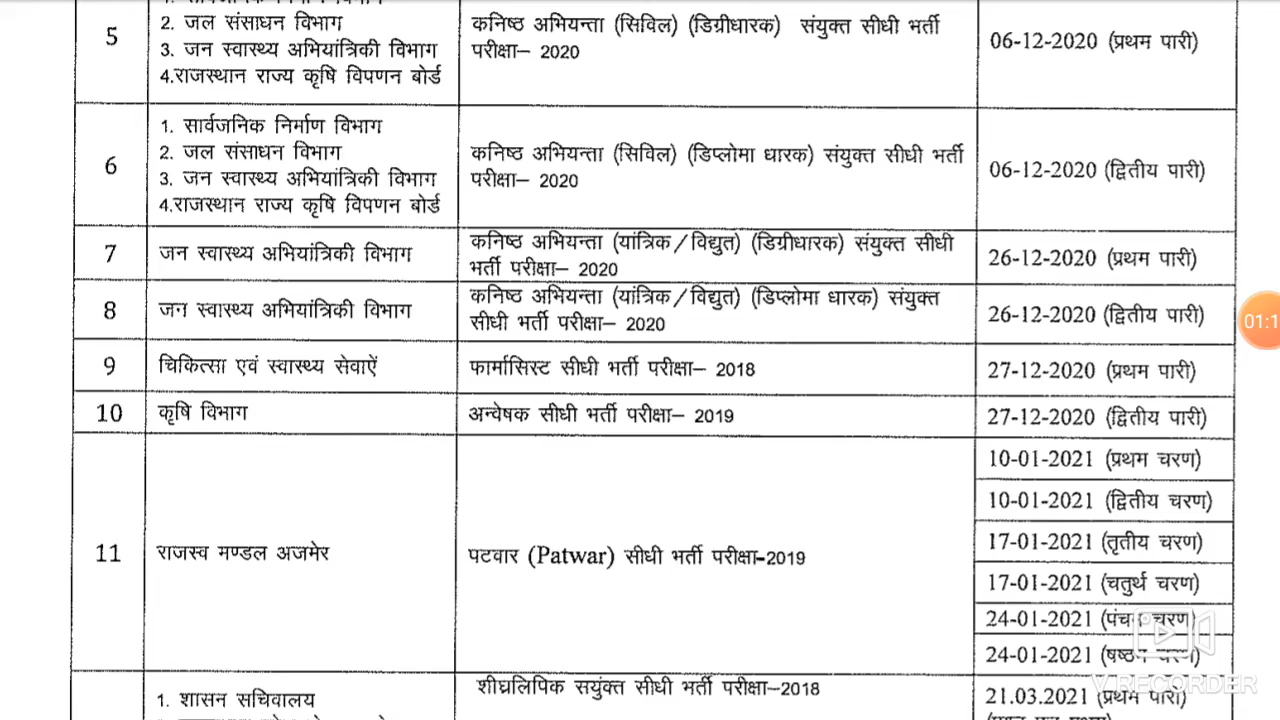 5
2. जल संसाधन विभाग
3. जन स्वास्थ्य अभियांत्रिकी विभाग
4.राजस्थान राज्य कृषि विपणन बोर्ड
कनिष्ठ अभियन्ता (सिविल) (डिग्रीधारक) संयुक्त सीधी भर्ती
परीक्षा– 2020
06-12-2020 (प्रथम पारी)
6
1. सार्वजनिक निर्माण विभाग
2. जल संसाधन विभाग
3. जन स्वास्थ्य अभियांत्रिकी विभाग
4.राजस्थान राज्य कृषि विपणन बोर्ड
कनिष्ठ अभियन्ता (सिविल) (डिप्लोमा धारक) संयुक्त सीधी भर्ती
परीक्षा– 2020
06-12-2020 (द्वितीय पारी)
7
जन स्वास्थ्य अभियांत्रिकी विभाग
कनिष्ठ अभियन्ता (यांत्रिक/विद्युत) (डिग्रीधारक) संयुक्त सीधी
भर्ती परीक्षा– 2020
26-12-2020 (प्रथम पारी)
8
जन स्वास्थ्य अभियांत्रिकी विभाग
कनिष्ठ अभियन्ता (यांत्रिक/विद्युत) (डिप्लोमा धारक) संयुक्त
सीधी भर्ती परीक्षा– 2020
26-12-2020 (द्वितीय पारी)
9
चिकित्सा एवं स्वास्थ्य सेवाऐं
फार्मासिस्ट सीधी भर्ती परीक्षा– 2018
27-12-2020 (प्रथम पारी)
10
कृषि विभाग
अन्वेषक सीधी भर्ती परीक्षा– 2019
27-12-2020 (द्वितीय पारी)
11
राजस्व मण्डल अजमेर
पटवार (Patwar) सीधी भर्ती परीक्षा-2019
10-01-2021 (प्रथम चरण)
10-01-2021 (द्वितीय चरण)
17-01-2021 (तृतीय चरण)
17-01-2021 (चतुर्थ चरण)
24-01-2021 (पंचम चरण)
24-01-2021 (षष्ठम चरण)
1. शासन सचिवालय
शीघ्रलिपिक सयुंक्त सीधी भर्ती परीक्षा–2018
21.03.2021 (प्रथम पारी)
01:1
V RECORDER